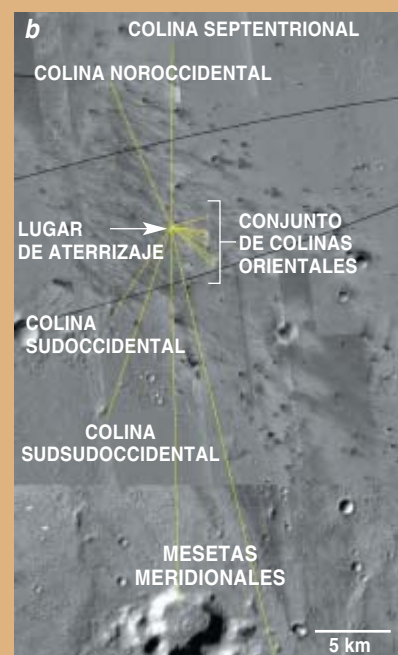 b
COLINA SEPTENTRIONAL
COLINA NOROCCIDENTAL
LUGAR
DE ATERRIZAJE
CONJUNTO
DE COLINAS
ORIENTALES
COLINA
SUDOCCIDENTAL
COLINA
SUDSUDOCCIDENTAL
MESETAS
MERIDIONALES
5 km